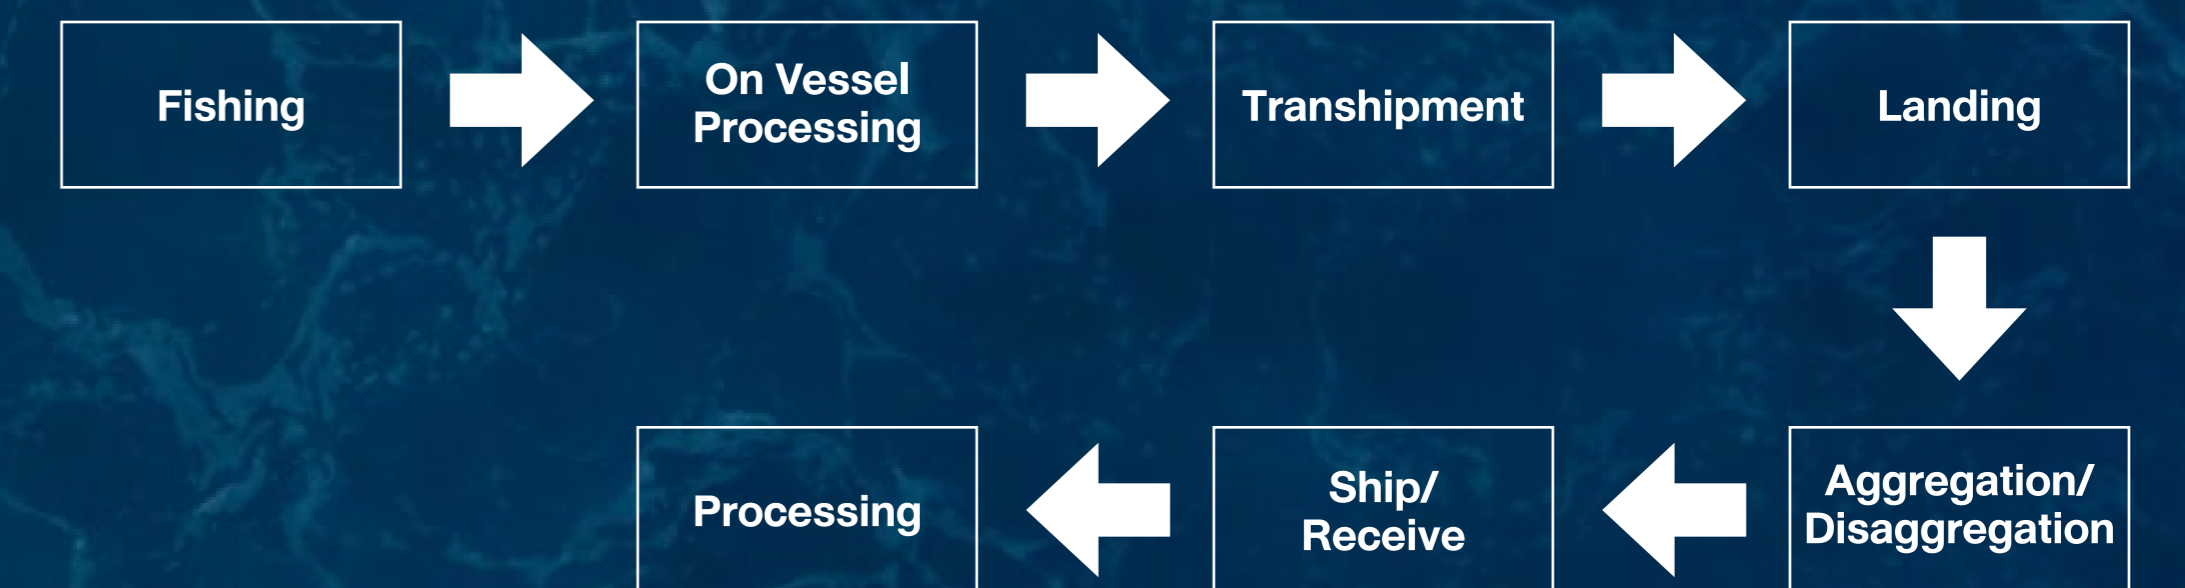 Fishing
On Vessel
Processing
Transhipment
Landing
Aggregation/
Disaggregation
Ship/
Receive
Processing